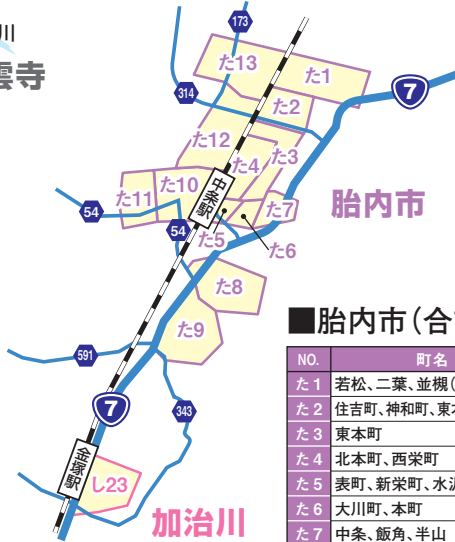 川
雲寺
173
た13
た1
7
314
た2
た12
た3
た4
中条駅
た10
た11
た7
胎内市
54
54
た5
た6
た8
た9
591
7
343
金塚駅
し23
加治川
■胎内市(合
NO.
町名
た1 若松、二葉、並槻(
た2 住吉町、神和町、東
た3 東本町
た4 北本町、西栄町
た5 表町、新栄町、水沢
た6 大川町、本町
た7 中条、飯角、半山